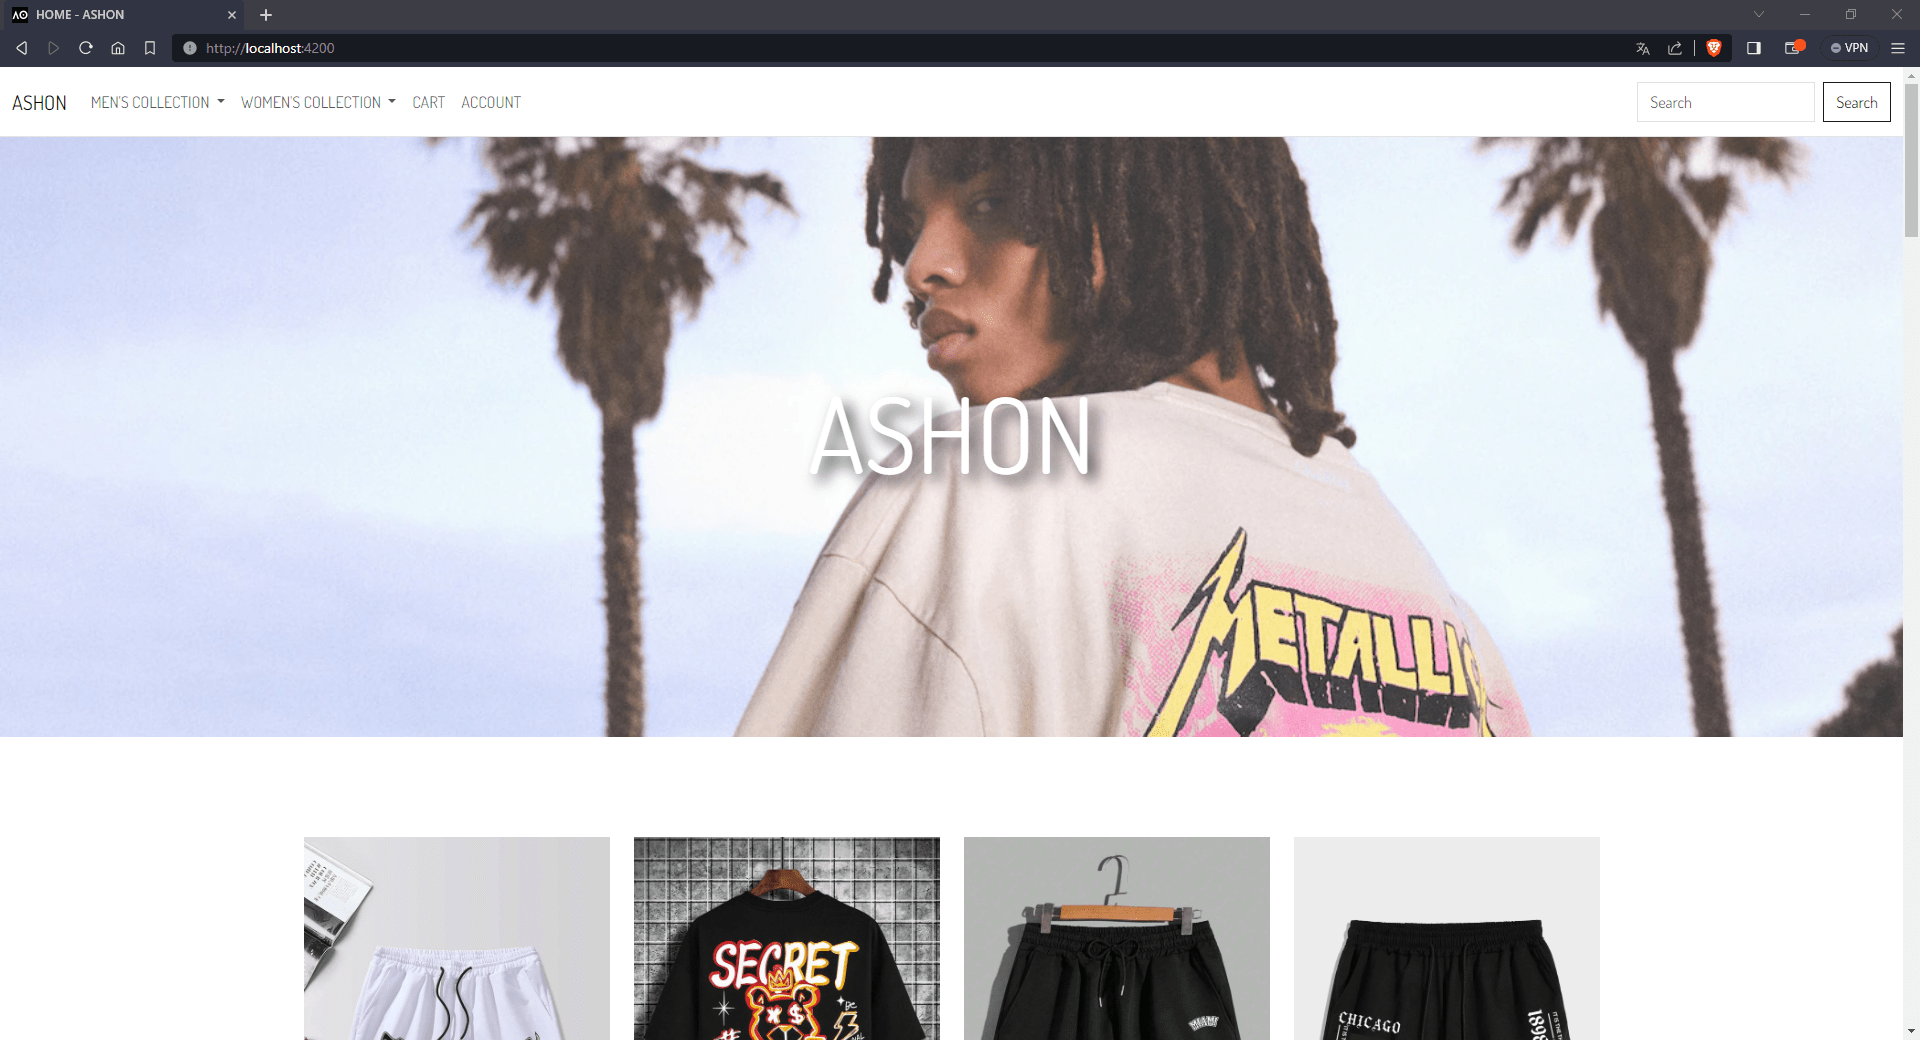 AO HOME - ASHON
http://localhost:4200
VPN
ASHON MEN'S COLLECTION WOMEN'S COLLECTION CART ACCOUNT Search Search
ASHON
METALLIC
SECRET
MIAMI
CHICAGO
1898